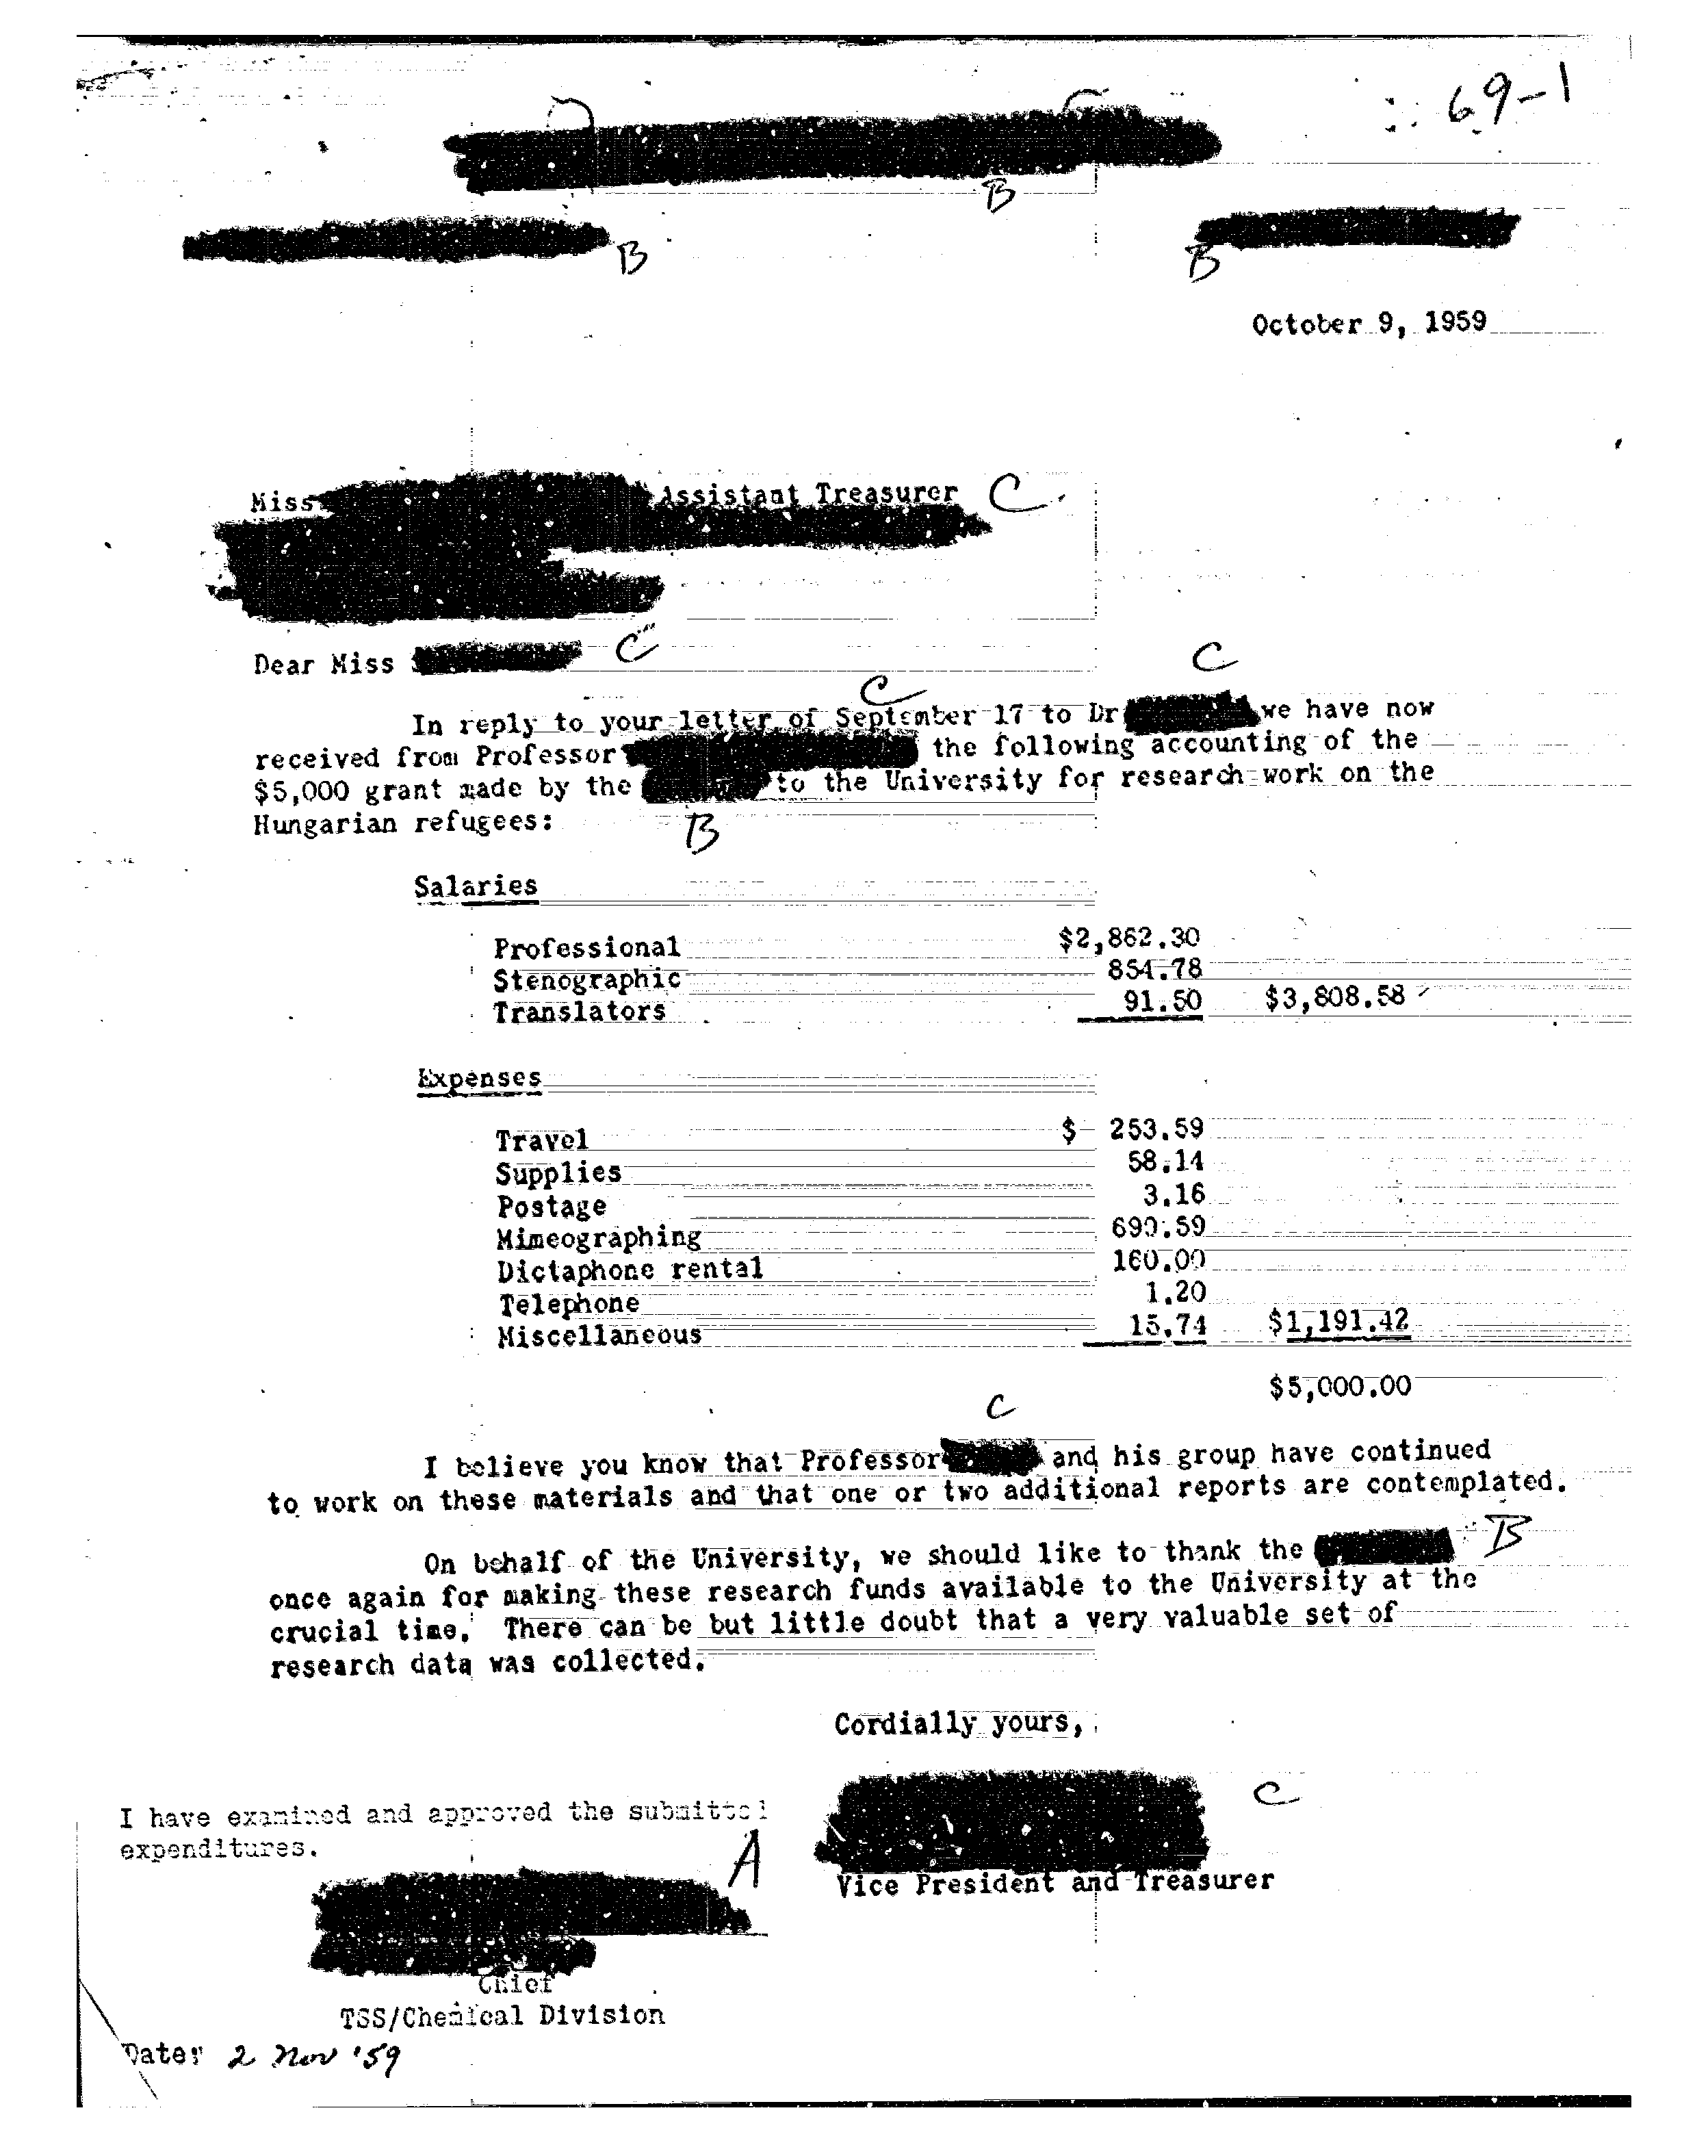 69-1
B
B
B
October 9, 1959
Miss Assistant Treasurer C.
Dear Miss C
C
C
In reply to your letter of September 17 to Dr we have now
received from Professor the following accounting of the
$5,000 grant made by the to the University for research work on the
Hungarian refugees:
B
Salaries
Professional $2,862.30
Stenographic 854.78
Translators 91.50 $3,808.58
Expenses
Travel $ 253.59
Supplies 58.14
Postage 3.16
Mimeographing 699.59
Dictaphone rental 160.00
Telephone 1.20
Miscellaneous 15.74 $1,191.42
$5,000.00
C
I believe you know that Professor and his group have continued
to work on these materials and that one or two additional reports are contemplated.
On behalf of the University, we should like to thank the B
once again for making these research funds available to the University at the
crucial time. There can be but little doubt that a very valuable set of
research data was collected.
Cordially yours,
C
Vice President and Treasurer
I have examined and approved the submitted
expenditures.
A
Chief
TSS/Chemical Division
Date: 2 Nov '59